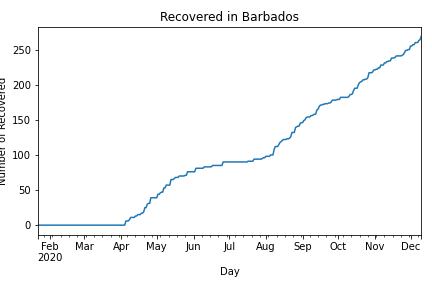 Recovered in Barbados
Number of Recovered
250
200
150
100
50
0
Feb Mar Apr May Jun Jul Aug Sep Oct Nov Dec
2020
Day